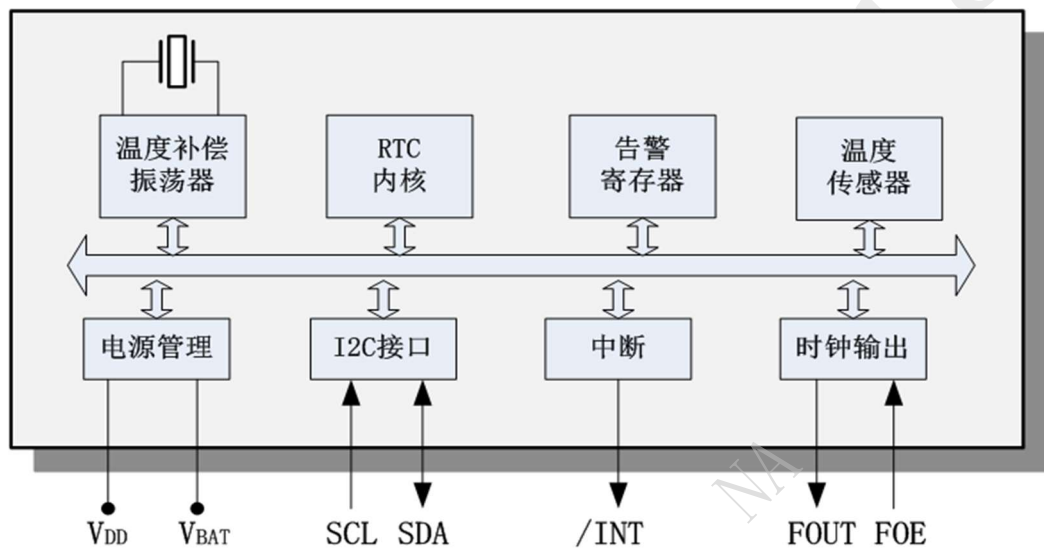 温度补偿
振荡器
RTC
内核
告警
寄存器
温度
传感器
电源管理
I2C接口
中断
时钟输出
VDD VBAT SCL SDA /INT FOUT FOE
NA